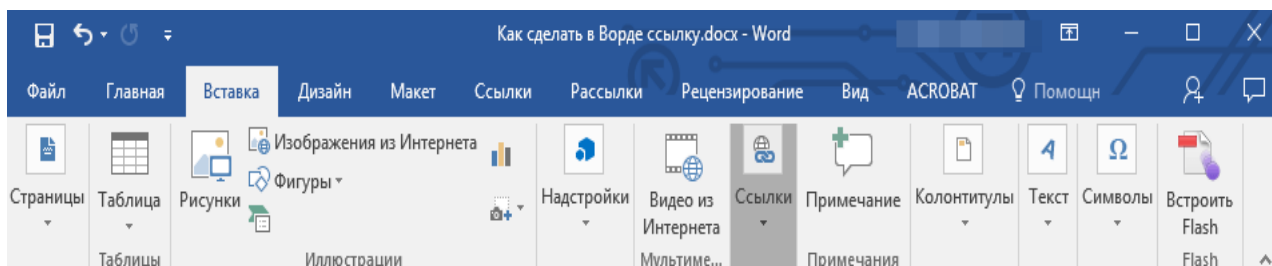 Как сделать в Ворде ссылку.docx - Word
Файл Главная Вставка Дизайн Макет Ссылки Рассылки Рецензирование Вид ACROBAT Помощн
Страницы Таблица Рисунки Изображения из Интернета Фигуры Надстройки Видео из Интернета Ссылки Примечание Колонтитулы Текст Символы Встроить Flash
Таблицы Иллюстрации Мультиме... Примечания Flash